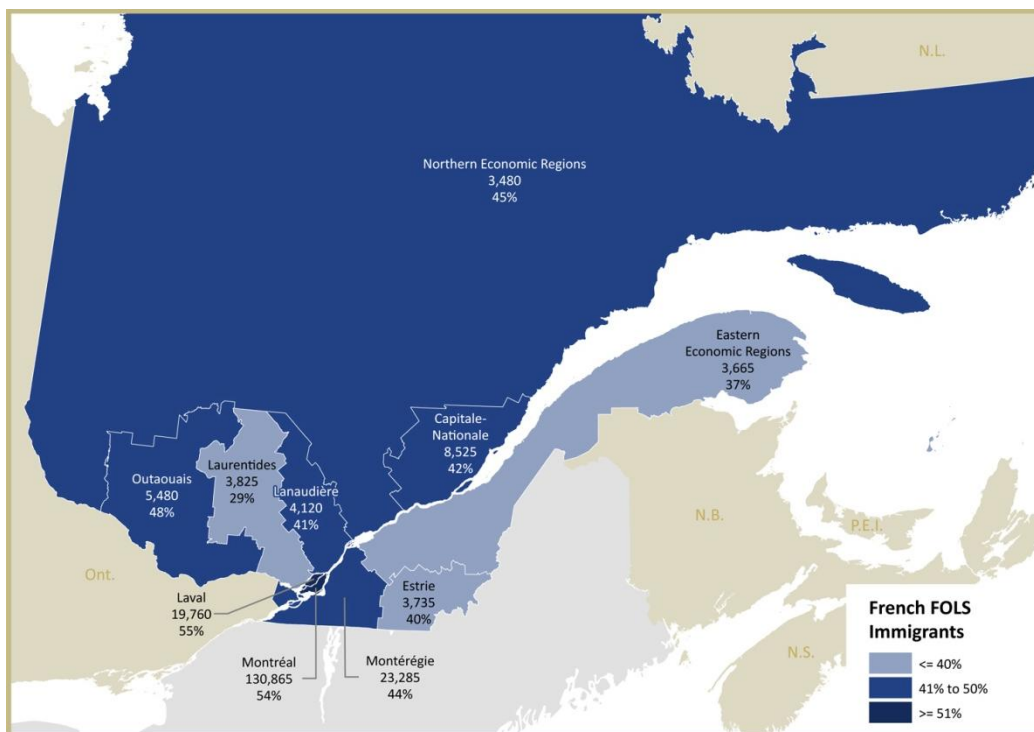 N.L.
Northern Economic Regions
3,480
45%
Eastern
Economic Regions
3,665
37%
Capitale-
Nationale
8,525
42%
Laurentides
3,825
29%
Outaouais
5,480
48%
Lanaudière
4,120
41%
N.B.
P.E.I.
Ont.
Estrie
3,735
40%
Laval
19,760
55%
Montréal
130,865
54%
Montérégie
23,285
44%
N.S.
French FOLS
Immigrants
<= 40%
41% to 50%
>= 51%